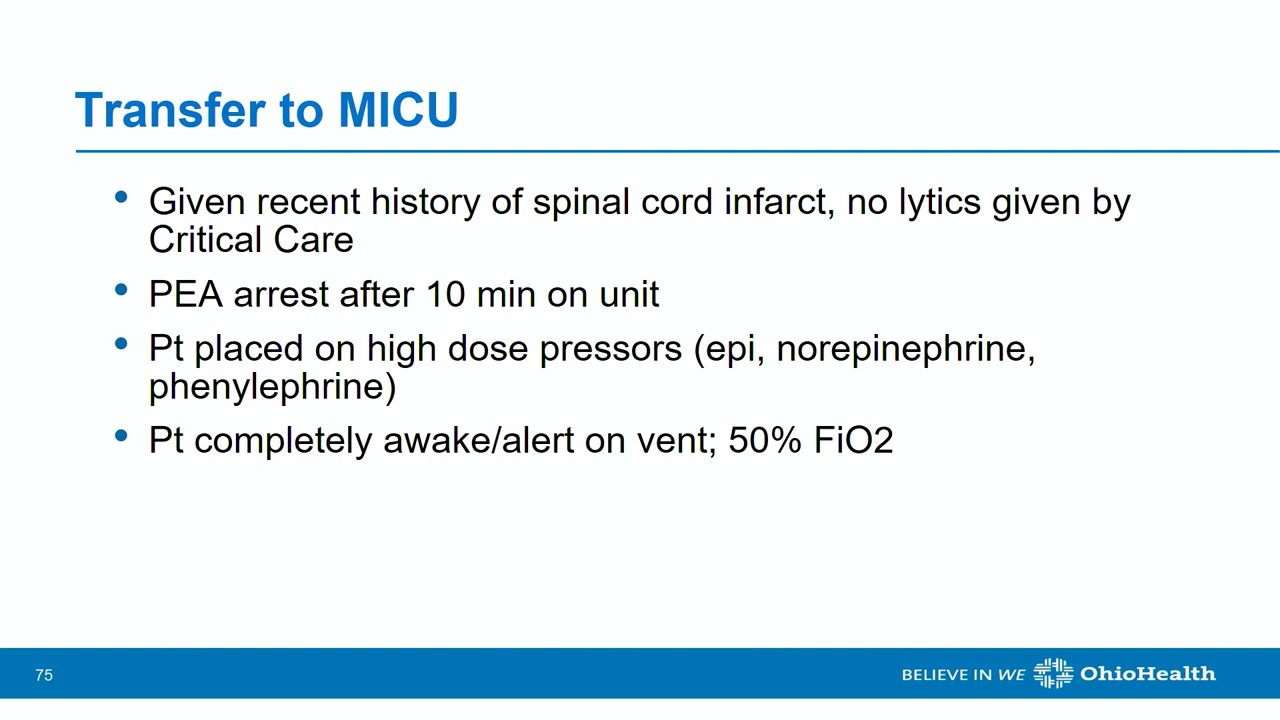 Transfer to MICU
• Given recent history of spinal cord infarct, no lytics given by
Critical Care
• PEA arrest after 10 min on unit
• Pt placed on high dose pressors (epi, norepinephrine,
phenylephrine)
• Pt completely awake/alert on vent; 50% FiO2
75
BELIEVE IN WE OhioHealth